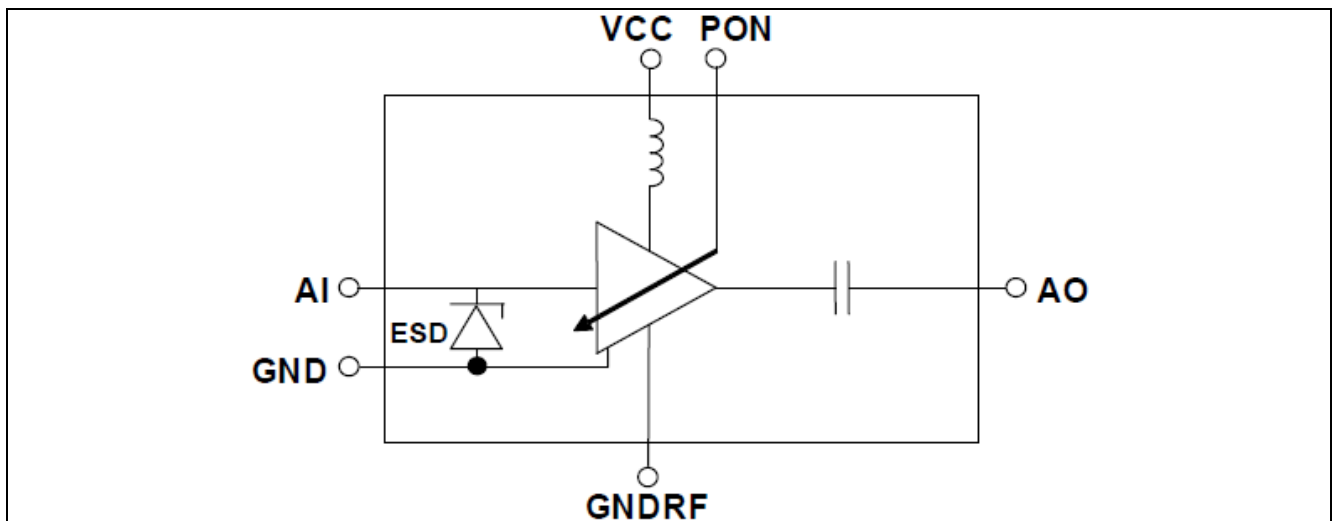 VCC PON
AI
AO
ESD
GND
GNDRF